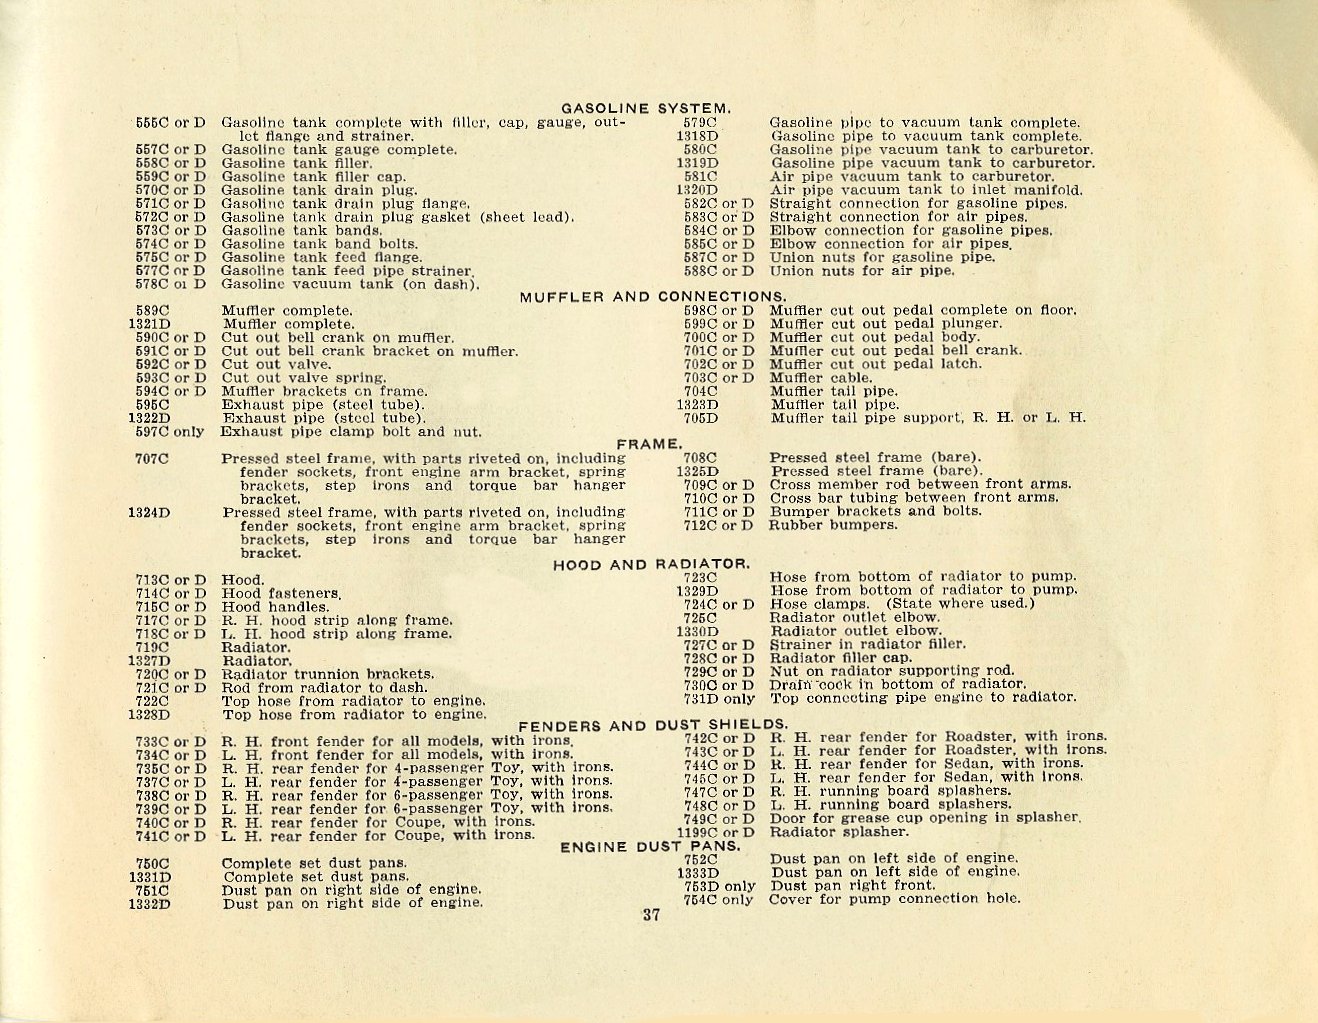 GASOLINE SYSTEM.
555C or D Gasoline tank complete with filler, cap, gauge, out-
let flange and strainer.
557C or D Gasoline tank gauge complete.
558C or D Gasoline tank filler.
559C or D Gasoline tank filler cap.
570C or D Gasoline tank drain plug.
571C or D Gasoline tank drain plug flange.
572C or D Gasoline tank drain plug gasket (sheet lead).
573C or D Gasoline tank bands.
574C or D Gasoline tank band bolts.
575C or D Gasoline tank feed flange.
577C or D Gasoline tank feed pipe strainer.
578C or D Gasoline vacuum tank (on dash).
579C Gasoline pipe to vacuum tank complete.
1318D Gasoline pipe to vacuum tank complete.
580C Gasoline pipe vacuum tank to carburetor.
1319D Gasoline pipe vacuum tank to carburetor.
581C Air pipe vacuum tank to carburetor.
1320D Air pipe vacuum tank to inlet manifold.
582C or D Straight connection for gasoline pipes.
583C or D Straight connection for air pipes.
584C or D Elbow connection for gasoline pipes.
585C or D Elbow connection for air pipes.
587C or D Union nuts for gasoline pipe.
588C or D Union nuts for air pipe.
MUFFLER AND CONNECTIONS.
589C Muffler complete.
1321D Muffler complete.
590C or D Cut out bell crank on muffler.
591C or D Cut out bell crank bracket on muffler.
592C or D Cut out valve.
593C or D Cut out valve spring.
594C or D Muffler brackets on frame.
595C Exhaust pipe (steel tube).
1322D Exhaust pipe (steel tube).
597C only Exhaust pipe clamp bolt and nut.
598C or D Muffler cut out pedal complete on floor.
599C or D Muffler cut out pedal plunger.
700C or D Muffler cut out pedal body.
701C or D Muffler cut out pedal bell crank.
702C or D Muffler cut out pedal latch.
703C or D Muffler cable.
704C Muffler tail pipe.
1323D Muffler tail pipe.
705D Muffler tail pipe support, R. H. or L. H.
FRAME.
707C Pressed steel frame, with parts riveted on, including
fender sockets, front engine arm bracket, spring
brackets, step irons and torque bar hanger
bracket.
1324D Pressed steel frame, with parts riveted on, including
fender sockets, front engine arm bracket, spring
brackets, step irons and torque bar hanger
bracket.
708C Pressed steel frame (bare).
1325D Pressed steel frame (bare).
709C or D Cross member rod between front arms.
710C or D Cross bar tubing between front arms.
711C or D Bumper brackets and bolts.
712C or D Rubber bumpers.
HOOD AND RADIATOR.
713C or D Hood.
714C or D Hood fasteners.
715C or D Hood handles.
717C or D R. H. hood strip along frame.
718C or D L. H. hood strip along frame.
719C Radiator.
1327D Radiator.
720C or D Radiator trunnion brackets.
721C or D Rod from radiator to dash.
722C Top hose from radiator to engine.
1328D Top hose from radiator to engine.
723C Hose from bottom of radiator to pump.
1329D Hose from bottom of radiator to pump.
724C or D Hose clamps. (State where used.)
725C Radiator outlet elbow.
1330D Radiator outlet elbow.
727C or D Strainer in radiator filler.
728C or D Radiator filler cap.
729C or D Nut on radiator supporting rod.
730C or D Drain cock in bottom of radiator.
731D only Top connecting pipe engine to radiator.
FENDERS AND DUST SHIELDS.
733C or D R. H. front fender for all models, with irons.
734C or D L. H. front fender for all models, with irons.
735C or D R. H. rear fender for 4-passenger Toy, with irons.
737C or D L. H. rear fender for 4-passenger Toy, with irons.
738C or D R. H. rear fender for 6-passenger Toy, with irons.
739C or D L. H. rear fender for 6-passenger Toy, with irons.
740C or D R. H. rear fender for Coupe, with irons.
741C or D L. H. rear fender for Coupe, with irons.
742C or D R. H. rear fender for Roadster, with irons.
743C or D L. H. rear fender for Roadster, with irons.
744C or D R. H. rear fender for Sedan, with irons.
745C or D L. H. rear fender for Sedan, with irons.
747C or D R. H. running board splashers.
748C or D L. H. running board splashers.
749C or D Door for grease cup opening in splasher.
1199C or D Radiator splasher.
ENGINE DUST PANS.
750C Complete set dust pans.
1331D Complete set dust pans.
751C Dust pan on right side of engine.
1332D Dust pan on right side of engine.
752C Dust pan on left side of engine.
1333D Dust pan on left side of engine.
753D only Dust pan right front.
754C only Cover for pump connection hole.
37